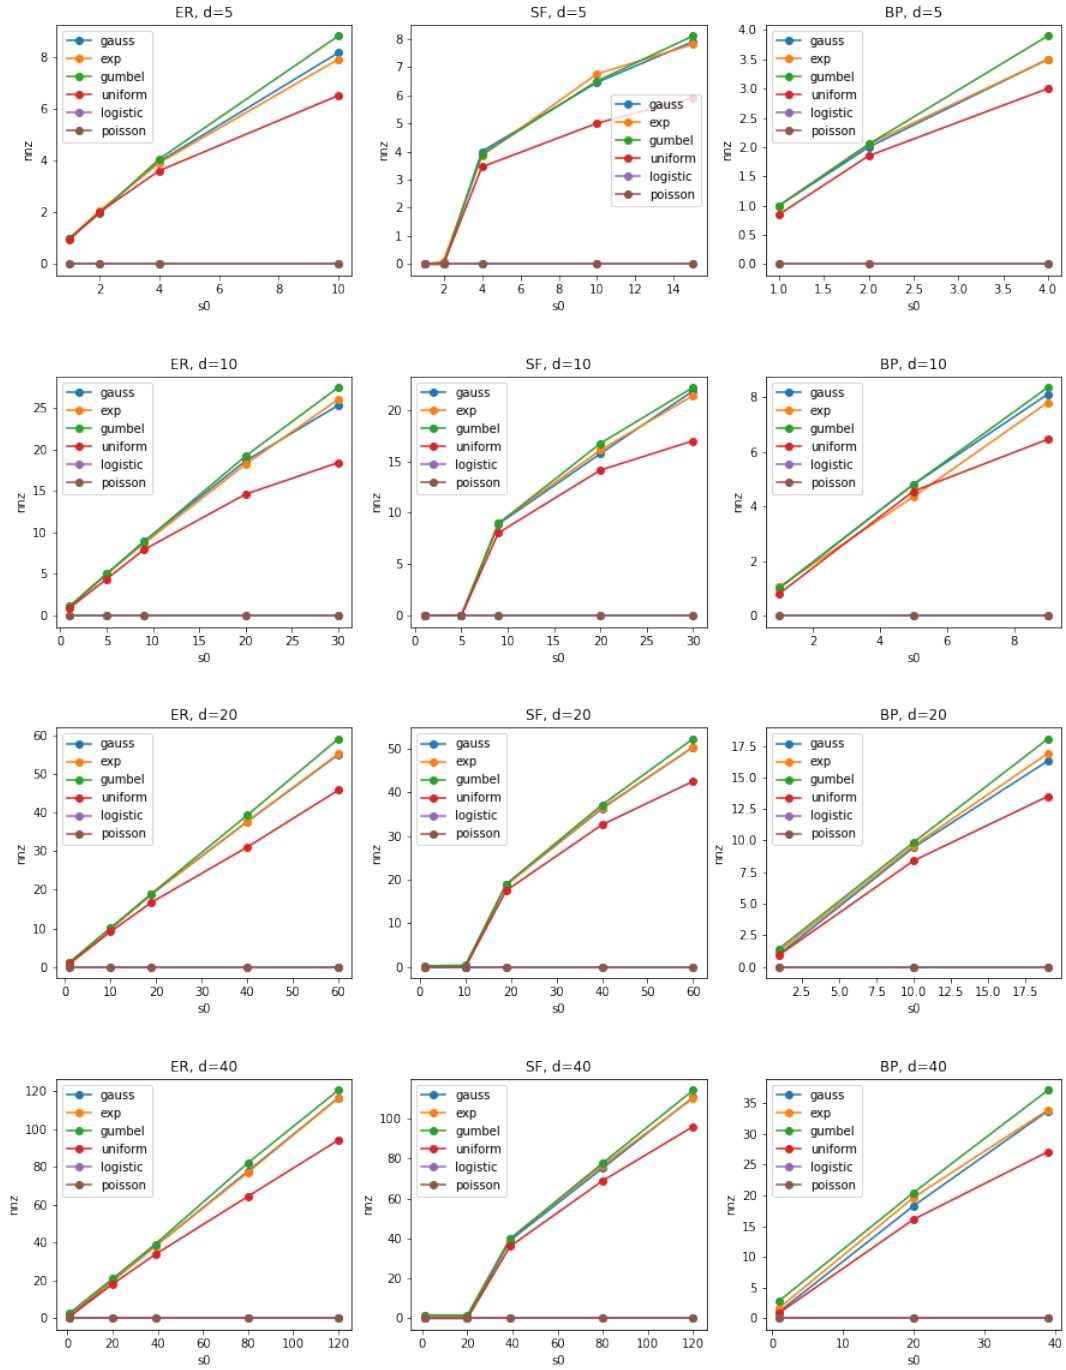 ER, d=5
nnz
8
6
4
2
0
gauss
exp
gumbel
uniform
logistic
poisson
2 4 6 8 10
s0
SF, d=5
nnz
8
7
6
5
4
3
2
1
0
gauss
exp
gumbel
uniform
logistic
poisson
2 4 6 8 10 12 14
s0
BP, d=5
nnz
4.0
3.5
3.0
2.5
2.0
1.5
1.0
0.5
0.0
gauss
exp
gumbel
uniform
logistic
poisson
1.0 1.5 2.0 2.5 3.0 3.5 4.0
s0
ER, d=10
nnz
25
20
15
10
5
0
gauss
exp
gumbel
uniform
logistic
poisson
0 5 10 15 20 25 30
s0
SF, d=10
nnz
20
15
10
5
0
gauss
exp
gumbel
uniform
logistic
poisson
0 5 10 15 20 25 30
s0
BP, d=10
nnz
8
6
4
2
0
gauss
exp
gumbel
uniform
logistic
poisson
2 4 6 8
s0
ER, d=20
nnz
60
50
40
30
20
10
0
gauss
exp
gumbel
uniform
logistic
poisson
0 10 20 30 40 50 60
s0
SF, d=20
nnz
50
40
30
20
10
0
gauss
exp
gumbel
uniform
logistic
poisson
0 10 20 30 40 50 60
s0
BP, d=20
nnz
17.5
15.0
12.5
10.0
7.5
5.0
2.5
0.0
gauss
exp
gumbel
uniform
logistic
poisson
2.5 5.0 7.5 10.0 12.5 15.0 17.5
s0
ER, d=40
nnz
120
100
80
60
40
20
0
gauss
exp
gumbel
uniform
logistic
poisson
0 20 40 60 80 100 120
s0
SF, d=40
nnz
100
80
60
40
20
0
gauss
exp
gumbel
uniform
logistic
poisson
0 20 40 60 80 100 120
s0
BP, d=40
nnz
35
30
25
20
15
10
5
0
gauss
exp
gumbel
uniform
logistic
poisson
0 10 20 30 40
s0